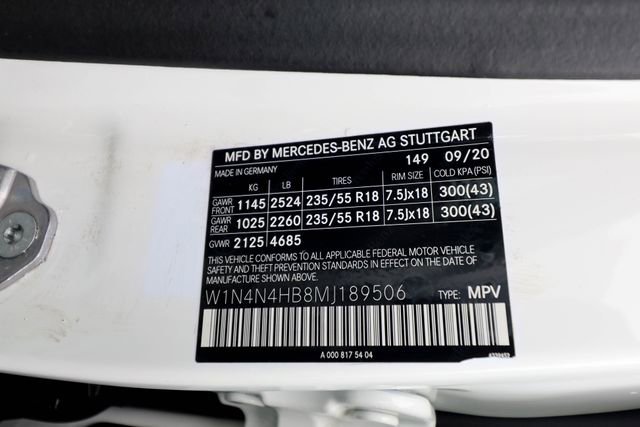 MFD BY MERCEDES-BENZ AG STUTTGART
MADE IN GERMANY 149 09/20
KG LB TIRES RIM SIZE COLD KPA(PSI)
GAWR FRONT 1145 2524 235/55 R18 7.5Jx18 300(43)
GAWR REAR 1025 2260 235/55 R18 7.5Jx18 300(43)
GVWR 2125 4685
THIS VEHICLE CONFORMS TO ALL APPLICABLE FEDERAL MOTOR VEHICLE
SAFETY AND THEFT PREVENTION STANDARDS IN EFFECT ON THE DATE OF
MANUFACTURE SHOWN ABOVE.
W1N4N4HB8MJ189506 TYPE: MPV
A 000 817 54 04